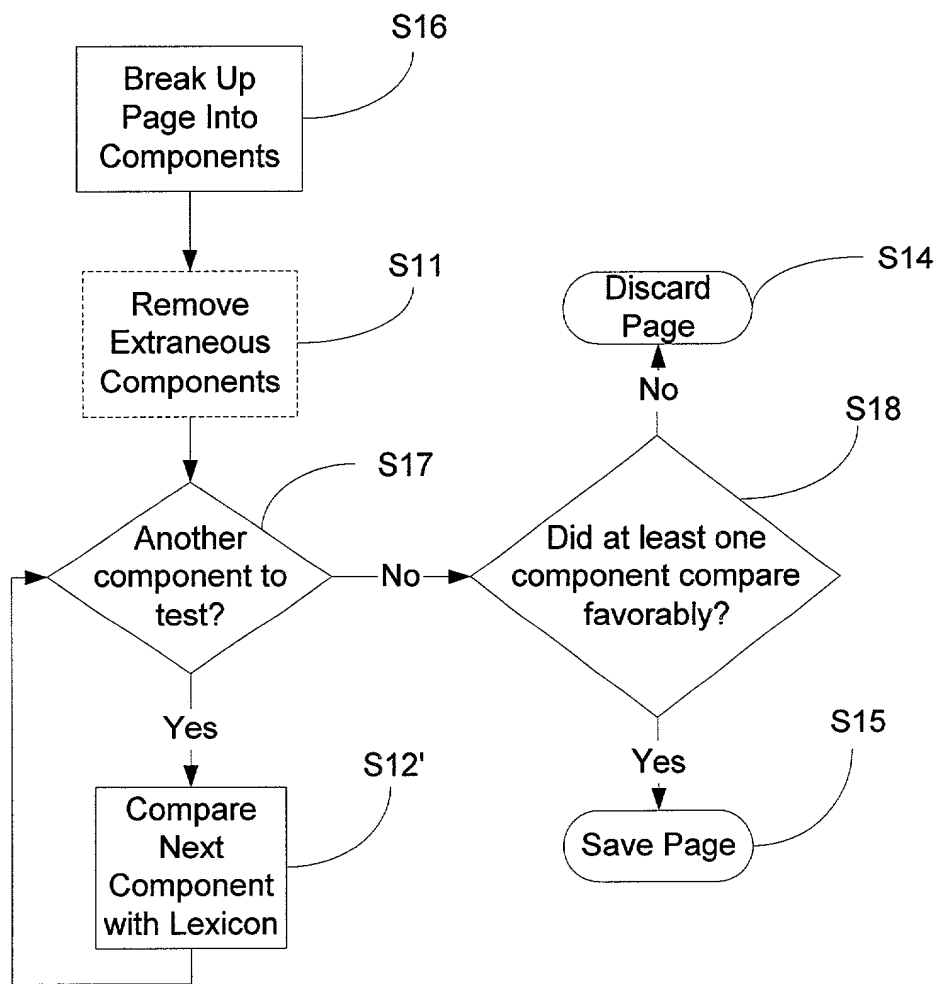 S16
Break Up
Page Into
Components
S11
Remove
Extraneous
Components
S14
Discard
Page
No
S18
S17
Another
component to
test?
No
Did at least one
component compare
favorably?
Yes
S12'
Compare
Next
Component
with Lexicon
Yes
S15
Save Page